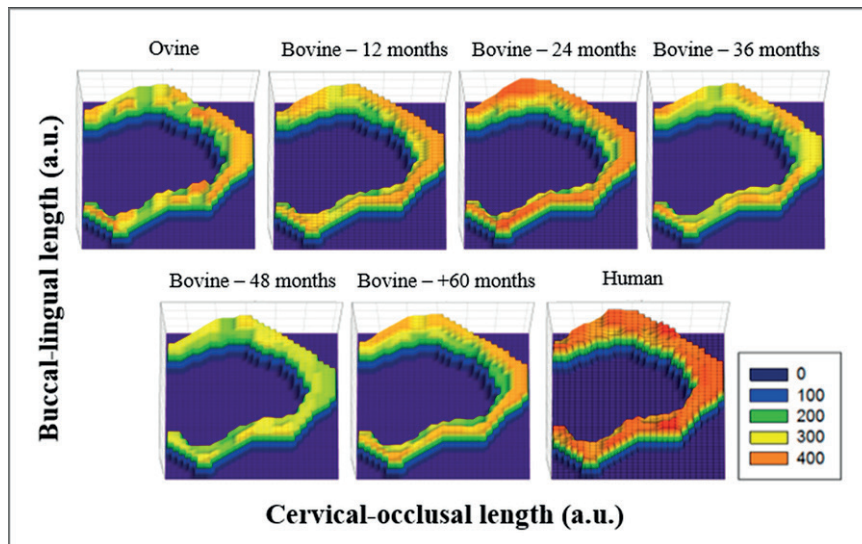 Ovine
Bovine – 12 months
Bovine – 24 months
Bovine – 36 months
Buccal-lingual length (a.u.)
Bovine – 48 months
Bovine – +60 months
Human
0
100
200
300
400
Cervical-occlusal length (a.u.)